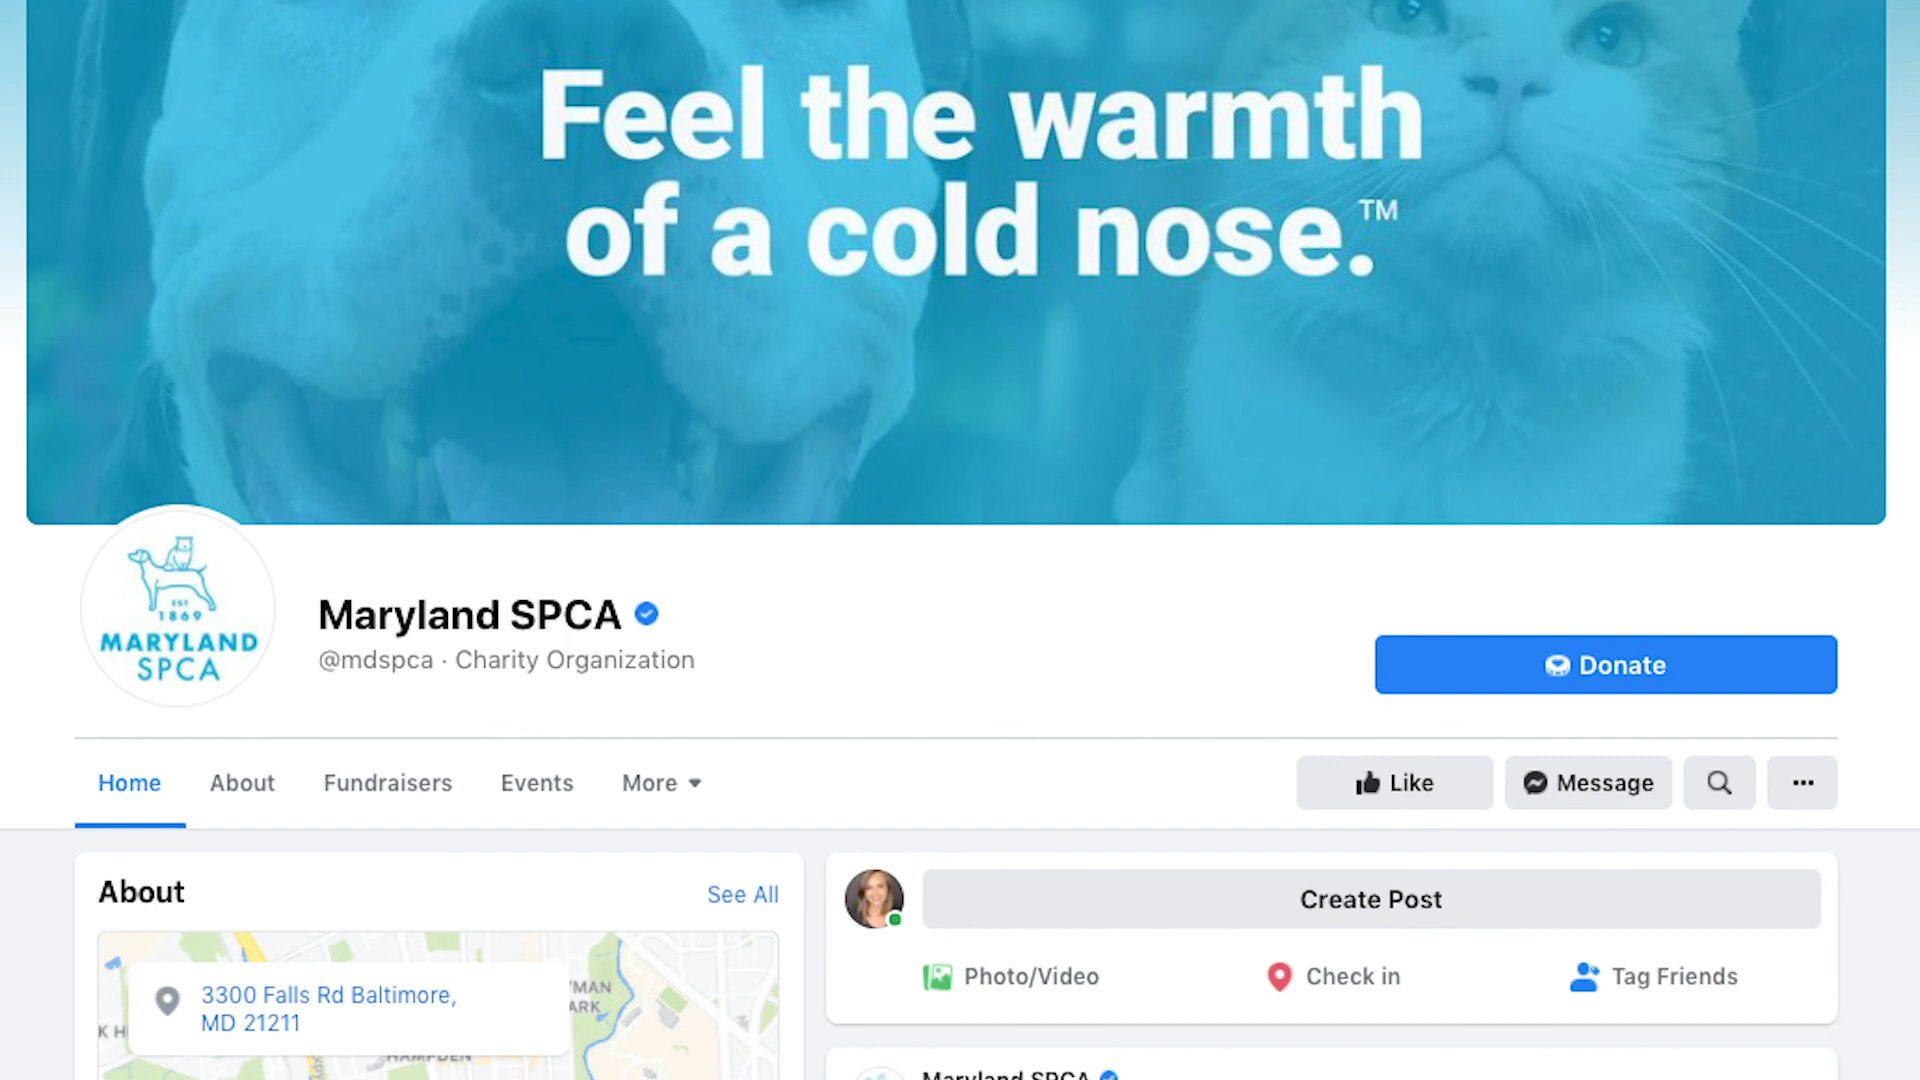 Feel the warmth
of a cold nose.™
EST
1869
MARYLAND
SPCA
Maryland SPCA
@mdspca · Charity Organization
Donate
Home
About
Fundraisers
Events
More
Like
Message
About
See All
3300 Falls Rd Baltimore,
MD 21211
K H
YMAN
ARK
HAMPDEN
Create Post
Photo/Video
Check in
Tag Friends
Maryland SPCA